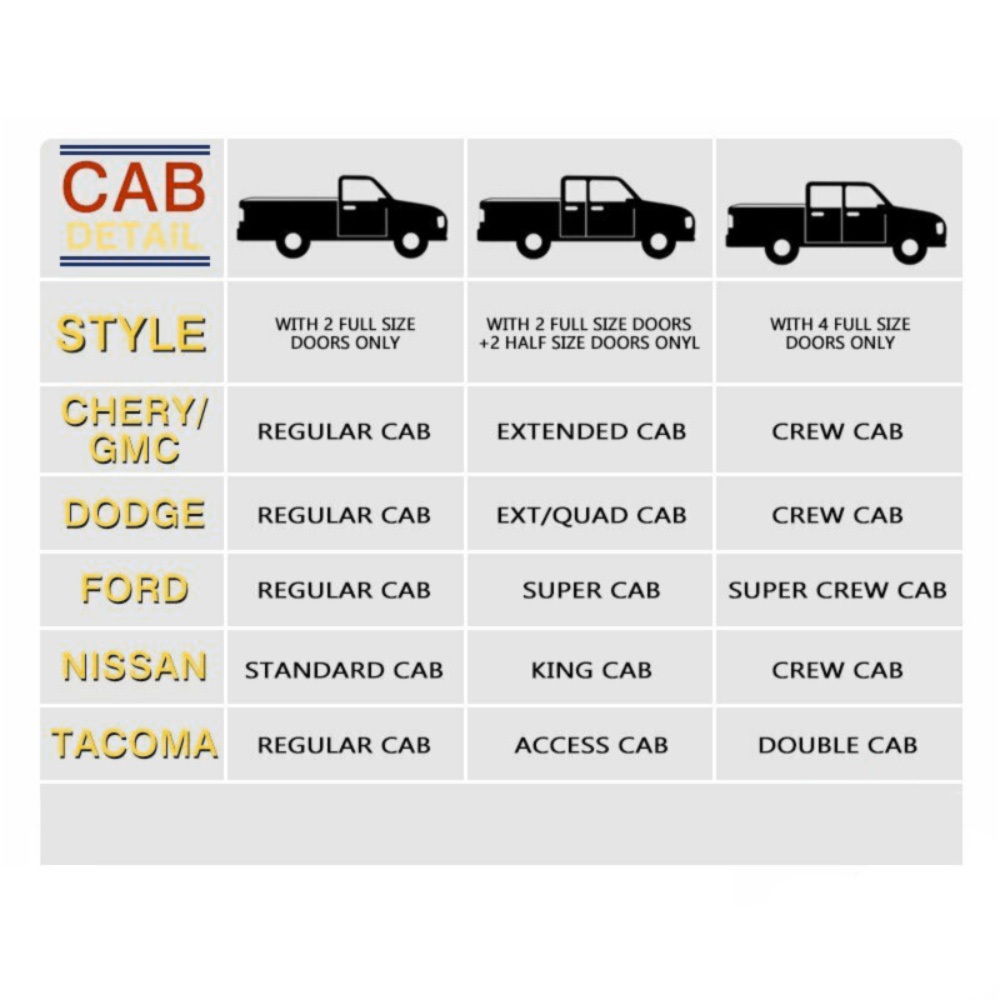 CAB
DETAIL
STYLE
WITH 2 FULL SIZE
DOORS ONLY
WITH 2 FULL SIZE DOORS
+2 HALF SIZE DOORS ONYL
WITH 4 FULL SIZE
DOORS ONLY
CHERY/
GMC
REGULAR CAB
EXTENDED CAB
CREW CAB
DODGE
REGULAR CAB
EXT/QUAD CAB
CREW CAB
FORD
REGULAR CAB
SUPER CAB
SUPER CREW CAB
NISSAN
STANDARD CAB
KING CAB
CREW CAB
TACOMA
REGULAR CAB
ACCESS CAB
DOUBLE CAB